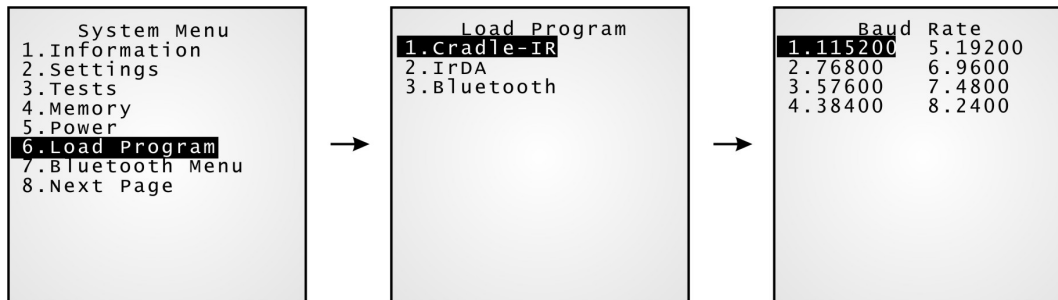 System Menu
1.Information
2.Settings
3.Tests
4.Memory
5.Power
6.Load Program
7.Bluetooth Menu
8.Next Page
Load Program
1.Cradle-IR
2.IrDA
3.Bluetooth
Baud Rate
1.115200 5.19200
2.76800 6.9600
3.57600 7.4800
4.38400 8.2400